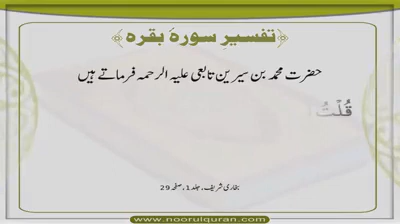 ﴿تفسیر سورۂ بقرہ﴾
حضرت محمد بن سیرین تابعی علیہ الرحمہ فرماتے ہیں
قُلْتُ
بخاری شریف، جلد 1، صفحہ 29
www.noorulquran.com